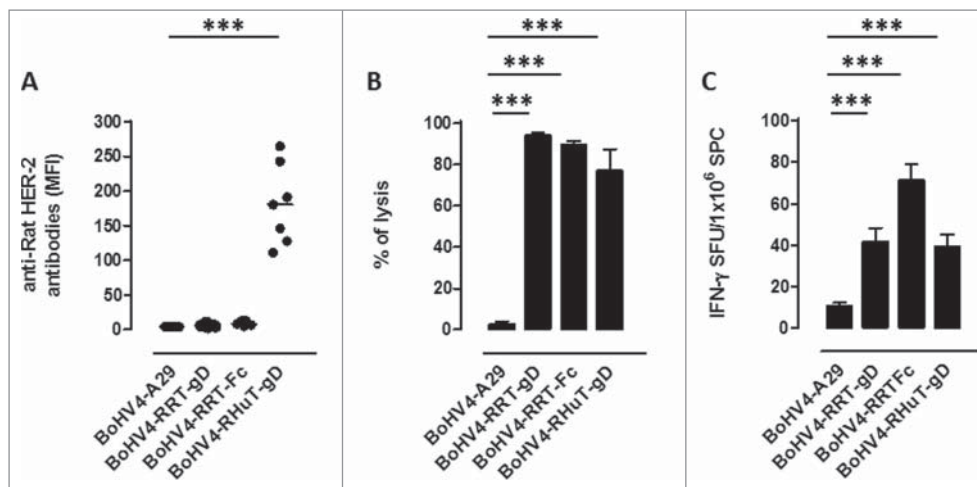 A
***
anti-Rat HER-2
antibodies (MFI)
300
250
200
150
100
50
0
BoHV4-A29
BoHV4-RRT-gD
BoHV4-RRT-Fc
BoHV4-RHuT-gD
B
***
***
***
% of lysis
100
80
60
40
20
0
BoHV4-A29
BoHV4-RRT-gD
BoHV4-RRT-Fc
BoHV4-RHuT-gD
C
***
***
***
IFN-γ SFU/1x10⁶ SPC
100
80
60
40
20
0
BoHV4-A29
BoHV4-RRT-gD
BoHV4-RRTFc
BoHV4-RHuT-gD